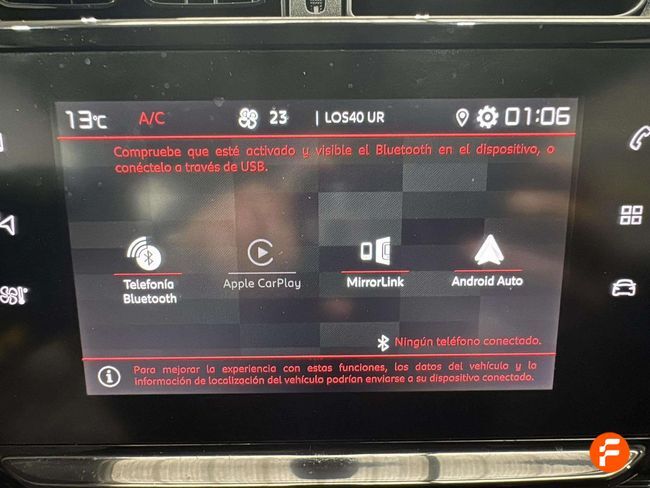 13°C A/C 23 | LOS40 UR 01:06
Compruebe que esté activado y visible el Bluetooth en el dispositivo, o
conéctelo a través de USB.
Telefonía
Bluetooth
Apple CarPlay
MirrorLink
Android Auto
Ningún teléfono conectado.
Para mejorar la experiencia con estas funciones, los datos del vehículo y la
información de localización del vehículo podrían enviarse a su dispositivo conectado.